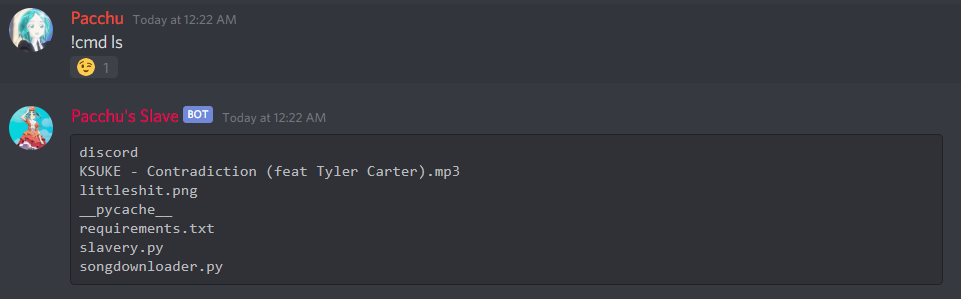 Pacchu Today at 12:22 AM
!cmd ls
1
Pacchu's Slave BOT Today at 12:22 AM
discord
KSUKE - Contradiction (feat Tyler Carter).mp3
littleshit.png
__pycache__
requirements.txt
slavery.py
songdownloader.py